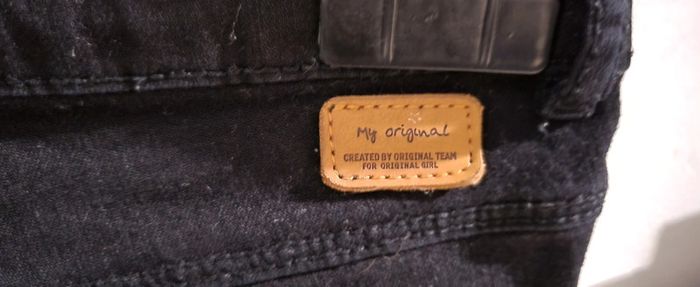 My original
CREATED BY ORIGINAL TEAM
FOR ORIGINAL GIRL